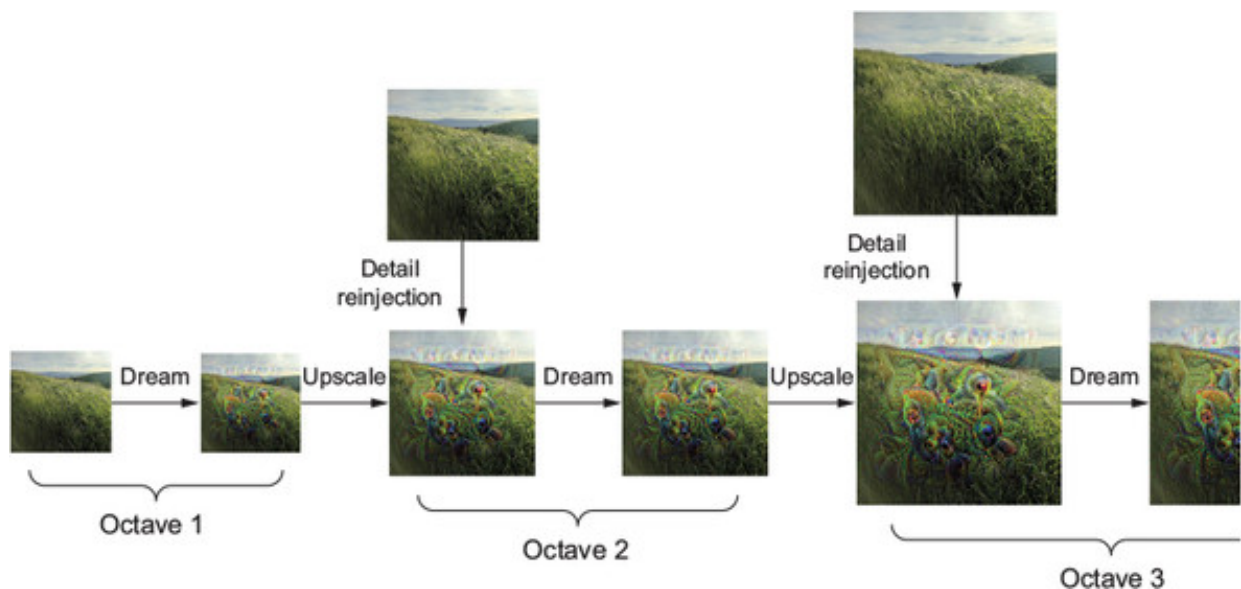 Detail
reinjection
Detail
reinjection
Dream
Upscale
Dream
Upscale
Dream
Octave 1
Octave 2
Octave 3